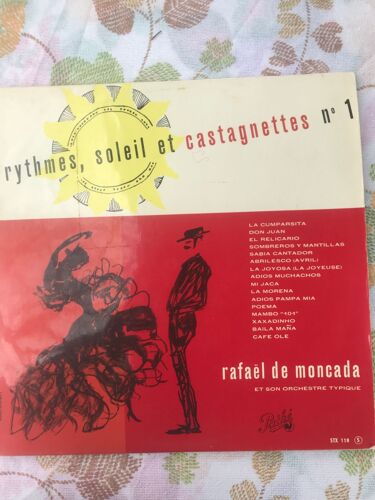 rythmes, soleil et castagnettes n° 1
LA CUMPARSITA
DON JUAN
EL RELICARIO
SOMBREROS Y MANTILLAS
SABIA CANTADOR
ABRILESCO (AVRIL)
LA JOYOSA (LA JOYEUSE)
ADIOS MUCHACHOS
MI JACA
LA MORENA
ADIOS PAMPA MIA
POEMA
MAMBO "404"
XAXADINHO
BAILA MAÑA
CAFE OLE
rafaël de moncada
ET SON ORCHESTRE TYPIQUE
Pathé
STX 118 S